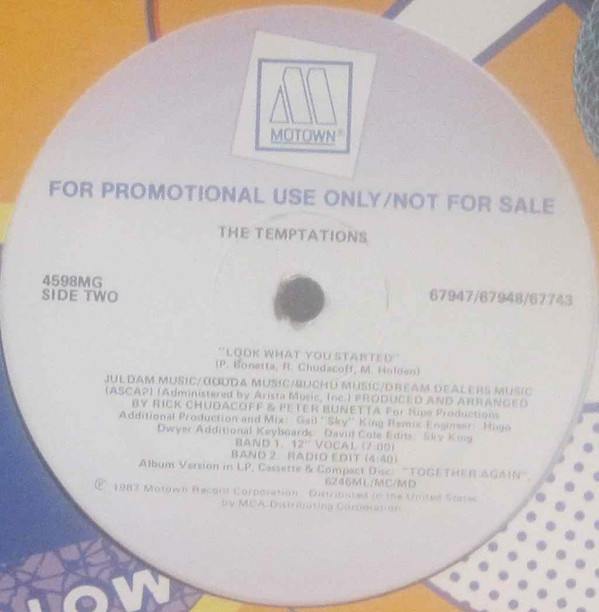 MOTOWN®
FOR PROMOTIONAL USE ONLY/NOT FOR SALE
THE TEMPTATIONS
4598MG
SIDE TWO
67947/67948/67743
"LOOK WHAT YOU STARTED"
(P. Bonetta, R. Chudacoff, M. Holden)
JULDAM MUSIC/OOUDA MUSIC/BUCHU MUSIC/DREAM DEALERS MUSIC
(ASCAP) (Administered by Arista Music, Inc.) PRODUCED AND ARRANGED
BY RICK CHUDACOFF & PETER BUNETTA For Ripe Productions
Additional Production and Mix: Gail "Sky" King Remix Engineer: Hugo
Dwyer Additional Keyboards: David Cole Edits: Sky King
BAND 1. 12" VOCAL (7:00)
BAND 2. RADIO EDIT (4:40)
Album Version in LP, Cassette & Compact Disc: "TOGETHER AGAIN".
6246ML/MC/MD
℗ 1987 Motown Record Corporation Distributed in the United States
by MCA Distributing Corporation
LOW